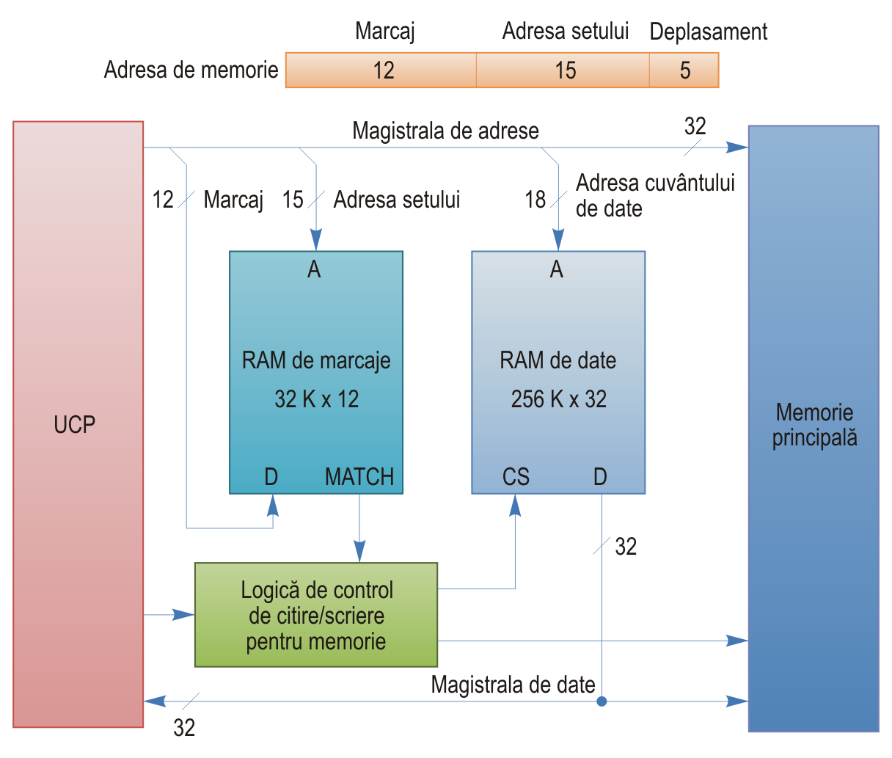 Marcaj Adresa setului Deplasament
Adresa de memorie 12 15 5
Magistrala de adrese 32
12 Marcaj 15 Adresa setului 18 Adresa cuvântului
de date
A A
RAM de marcaje RAM de date
32 K x 12 256 K x 32
UCP
Memorie
principală
D MATCH CS D
32
Logică de control
de citire/scriere
pentru memorie
Magistrala de date
32